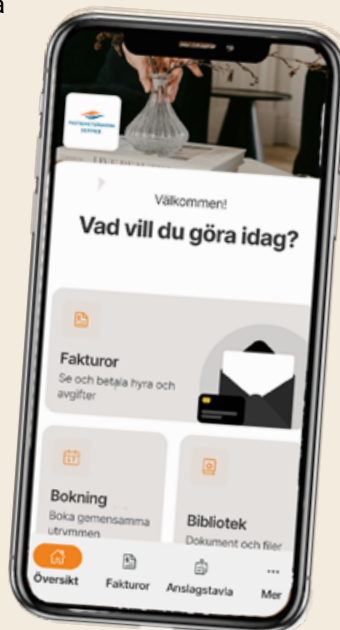 a
Välkommen!
Vad vill du göra idag?
Fakturor
Se och betala hyra och
avgifter
17
Bokning
Boka gemensamma
utrymmen
Bibliotek
Dokument och filer
Översikt
Fakturor
Anslagstavla
Mer